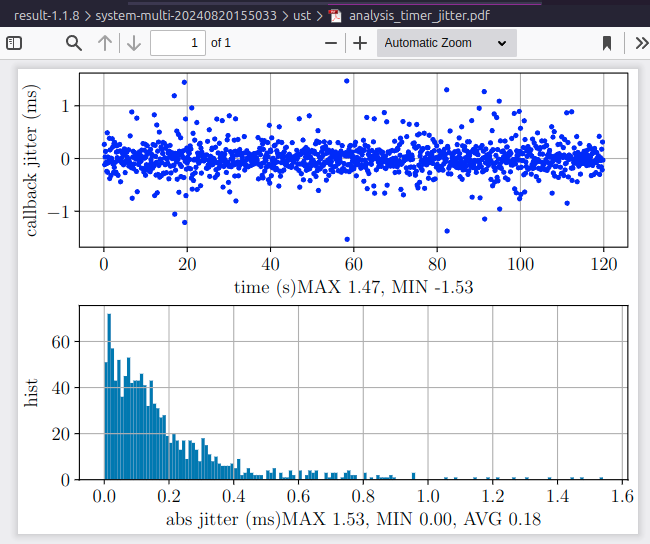 result-1.1.8 > system-multi-20240820155033 > ust > analysis_timer_jitter.pdf
1 of 1 Automatic Zoom
callback jitter (ms)
1
0
−1
0 20 40 60 80 100 120
time (s)MAX 1.47, MIN -1.53
hist
60
40
20
0
0.0 0.2 0.4 0.6 0.8 1.0 1.2 1.4 1.6
abs jitter (ms)MAX 1.53, MIN 0.00, AVG 0.18